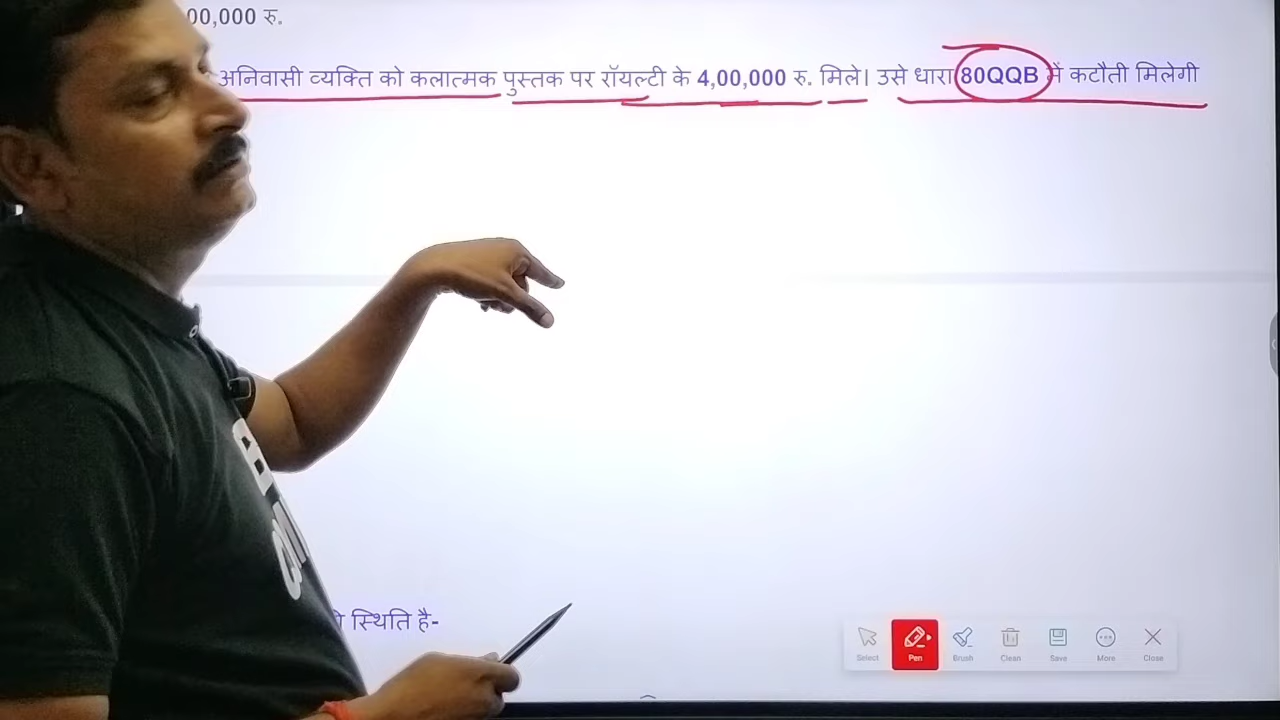 00,000 रु.
अनिवासी व्यक्ति को कलात्मक पुस्तक पर रॉयल्टी के 4,00,000 रु. मिले। उसे धारा 80QQB में कटौती मिलेगी
स्थिति है-
Select Pen Brush Clean Save More Close